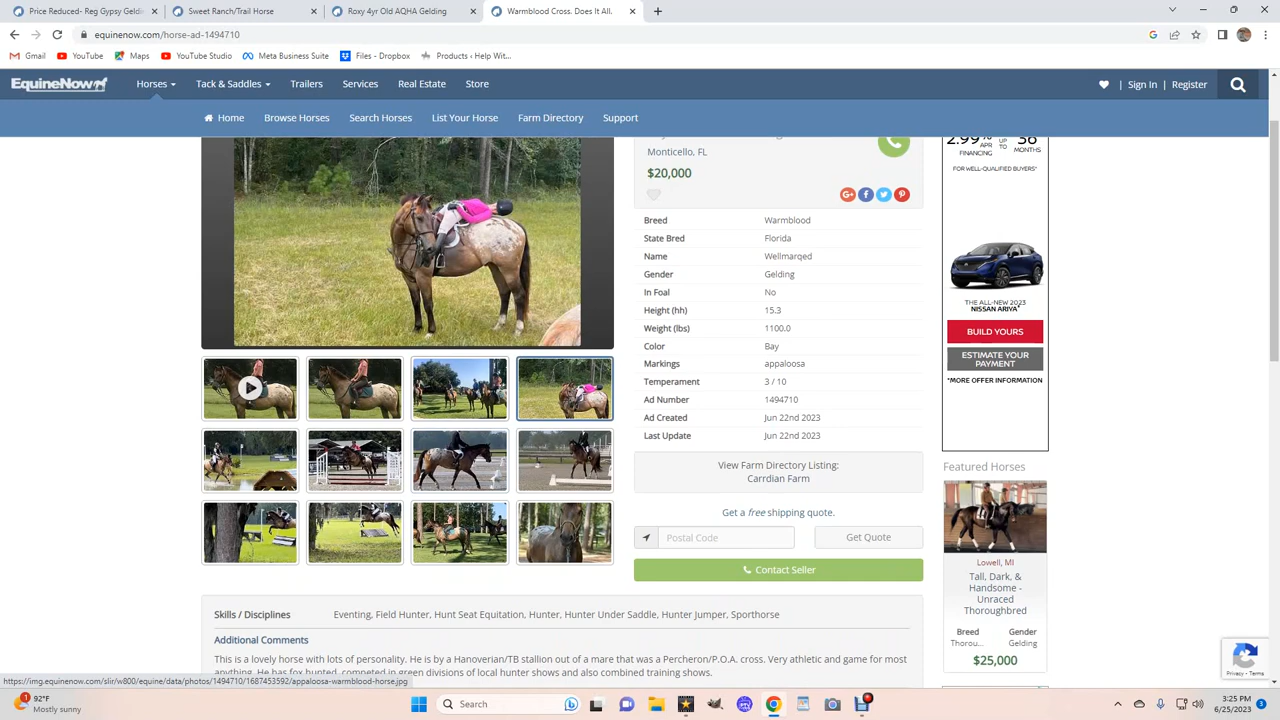 Price Reduced- Reg Gypsy Geldi
Sweet Ranch/Trail Horse
Roxy 4yr Old AQHA Gelding
Warmblood Cross. Does It All.
equinenow.com/horse-ad-1494710
Gmail
YouTube
Maps
YouTube Studio
Meta Business Suite
Files - Dropbox
Products ‹ Help Wit...
EquineNow
Horses
Tack & Saddles
Trailers
Services
Real Estate
Store
| Sign In | Register
Home
Browse Horses
Search Horses
List Your Horse
Farm Directory
Support
Monticello, FL
$20,000
Breed Warmblood
State Bred Florida
Name Wellmarqed
Gender Gelding
In Foal No
Height (hh) 15.3
Weight (lbs) 1100.0
Color Bay
Markings appaloosa
Temperament 3 / 10
Ad Number 1494710
Ad Created Jun 22nd 2023
Last Update Jun 22nd 2023
View Farm Directory Listing:
Carrdian Farm
Get a free shipping quote.
Postal Code
Get Quote
Contact Seller
2.99% APR FINANCING UP TO 36 MONTHS
FOR WELL-QUALIFIED BUYERS*
THE ALL-NEW 2023
NISSAN ARIYA*
BUILD YOURS
ESTIMATE YOUR
PAYMENT
*MORE OFFER INFORMATION
Featured Horses
Lowell, MI
Tall, Dark, &
Handsome -
Unraced
Thoroughbred
Breed Gender
Thorou... Gelding
$25,000
Skills / Disciplines Eventing, Field Hunter, Hunt Seat Equitation, Hunter, Hunter Under Saddle, Hunter Jumper, Sporthorse
Additional Comments
This is a lovely horse with lots of personality. He is by a Hanoverian/TB stallion out of a mare that was a Percheron/P.O.A. cross. Very athletic and game for most
anything. He has fox hunted, competed in green divisions of local hunter shows and also combined training shows.
https://img.equinenow.com/slir/w800/equine/data/photos/1494710/1687453592/appaloosa-warmblood-horse.jpg
Privacy - Terms
1
92°F
Mostly sunny
Search
3:25 PM
6/25/2023